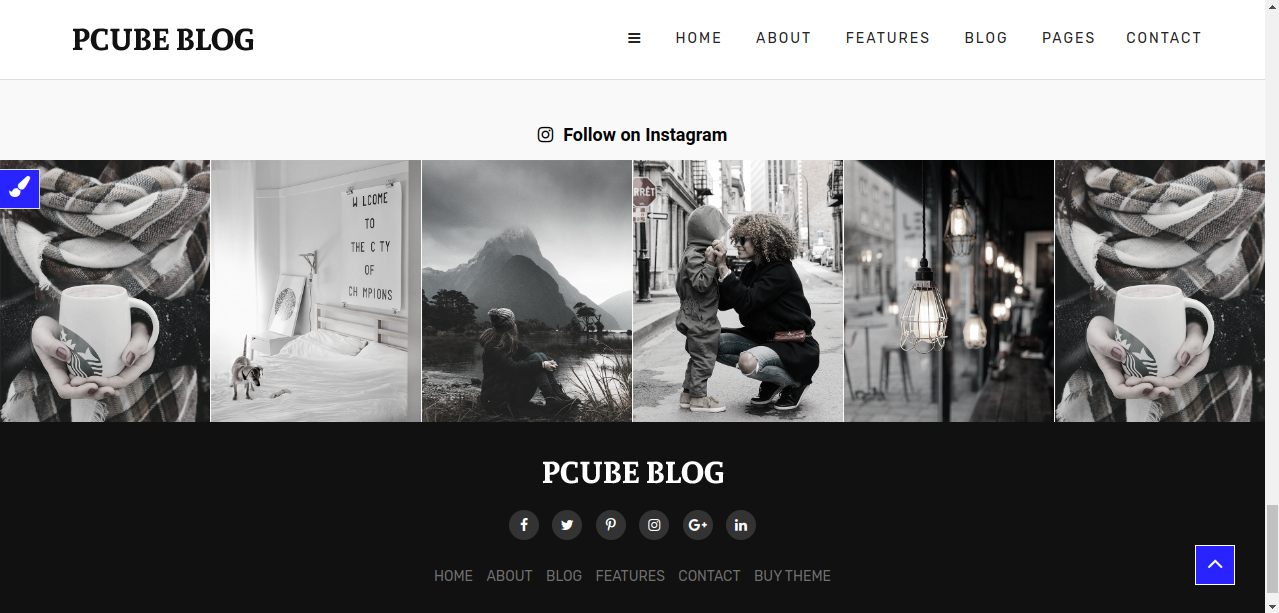 PCUBE BLOG
HOME ABOUT FEATURES BLOG PAGES CONTACT
Follow on Instagram
W LCOME
TO
THE C TY
OF
CH MPIONS
ARRÊT
PCUBE BLOG
HOME ABOUT BLOG FEATURES CONTACT BUY THEME